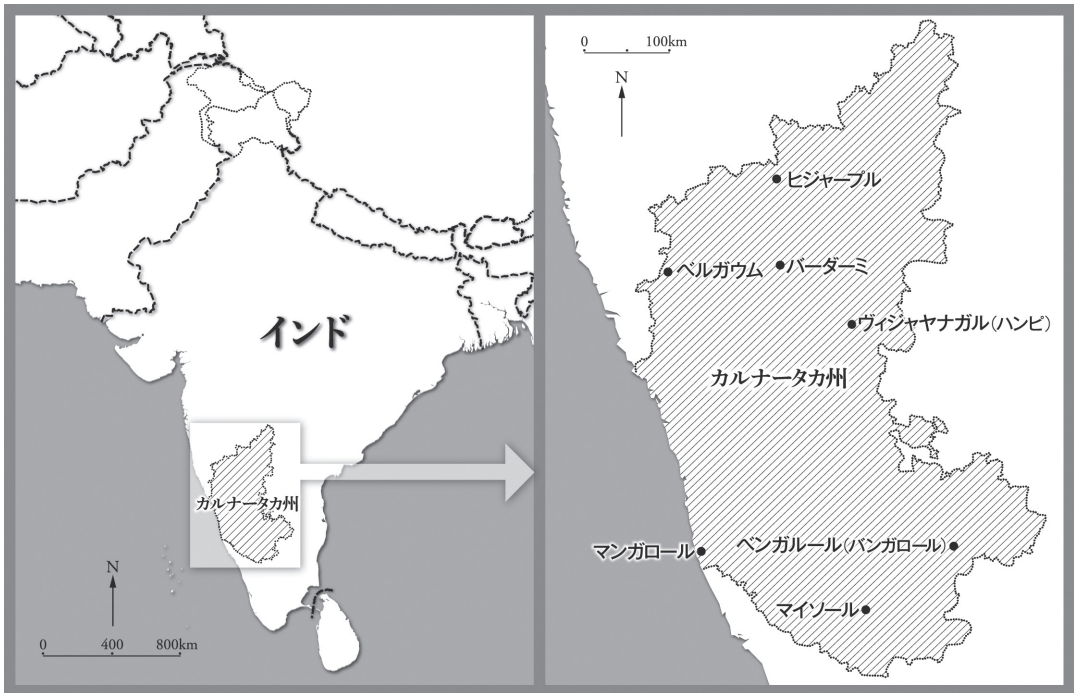 インド
カルナータカ州
N
0 400 800km
0 100km
N
ヒジャープル
ベルガウム
バーダーミ
ヴィジャヤナガル（ハンピ）
カルナータカ州
マンガロール
ベンガルール（バンガロール）
マイソール